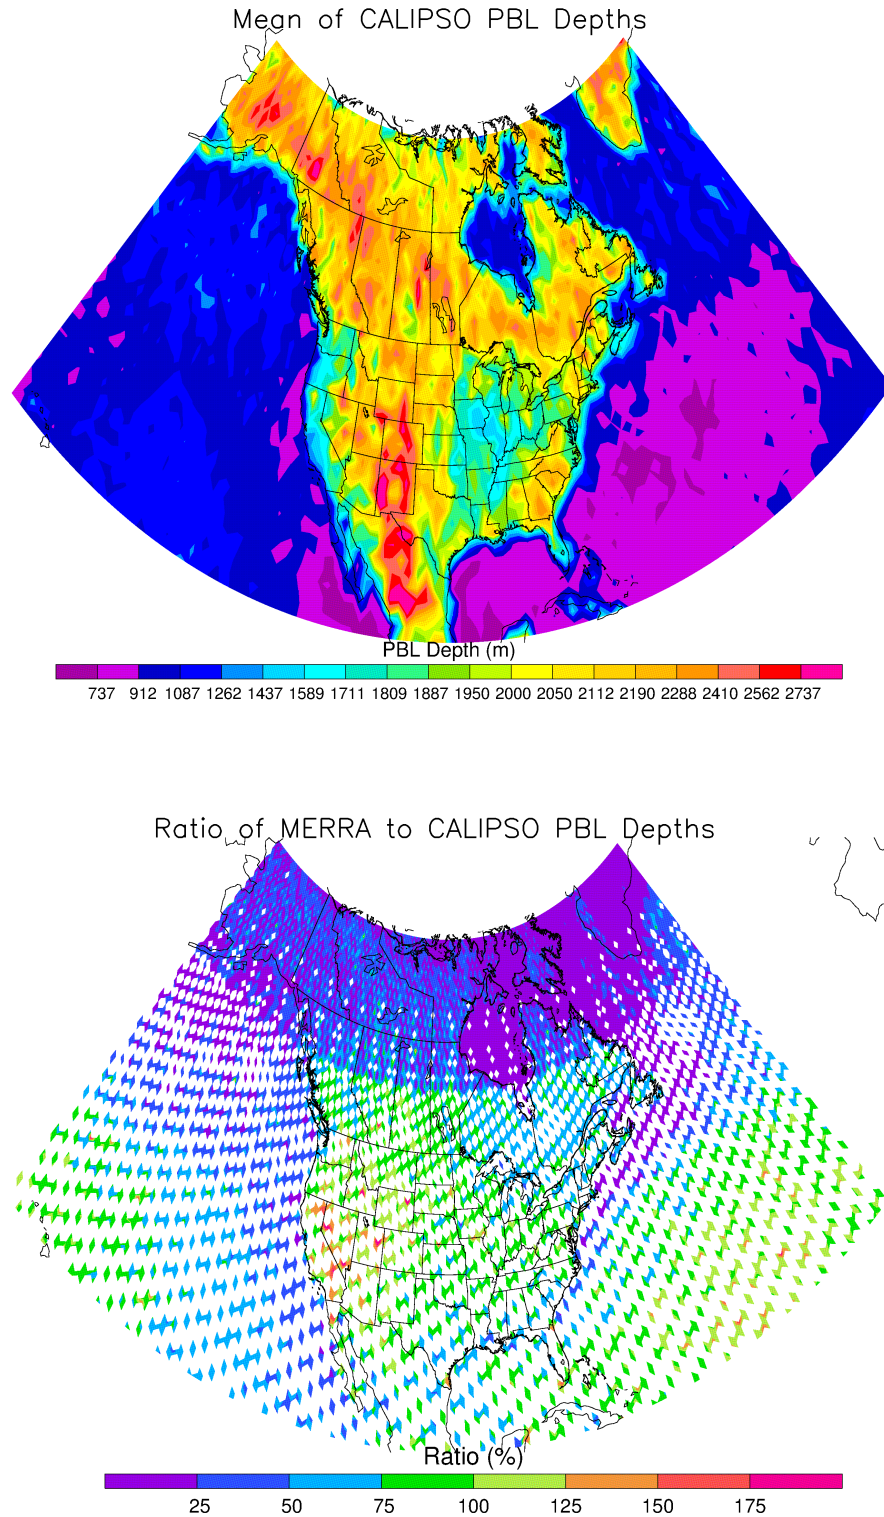 Mean of CALIPSO PBL Depths
PBL Depth (m)
737 912 1087 1262 1437 1589 1711 1809 1887 1950 2000 2050 2112 2190 2288 2410 2562 2737
Ratio of MERRA to CALIPSO PBL Depths
Ratio (%)
25 50 75 100 125 150 175